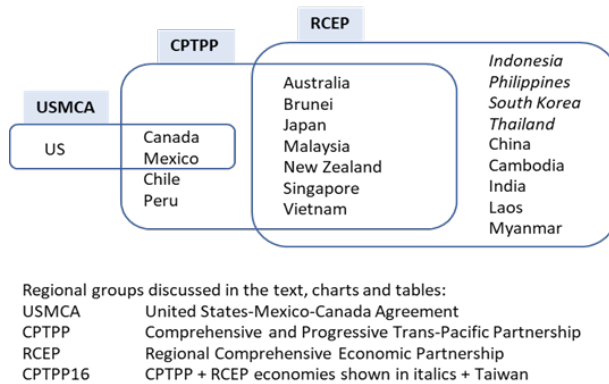 RCEP
CPTPP
USMCA
US
Canada
Mexico
Chile
Peru
Australia
Brunei
Japan
Malaysia
New Zealand
Singapore
Vietnam
Indonesia
Philippines
South Korea
Thailand
China
Cambodia
India
Laos
Myanmar
Regional groups discussed in the text, charts and tables:
USMCA United States-Mexico-Canada Agreement
CPTPP Comprehensive and Progressive Trans-Pacific Partnership
RCEP Regional Comprehensive Economic Partnership
CPTPP16 CPTPP + RCEP economies shown in italics + Taiwan